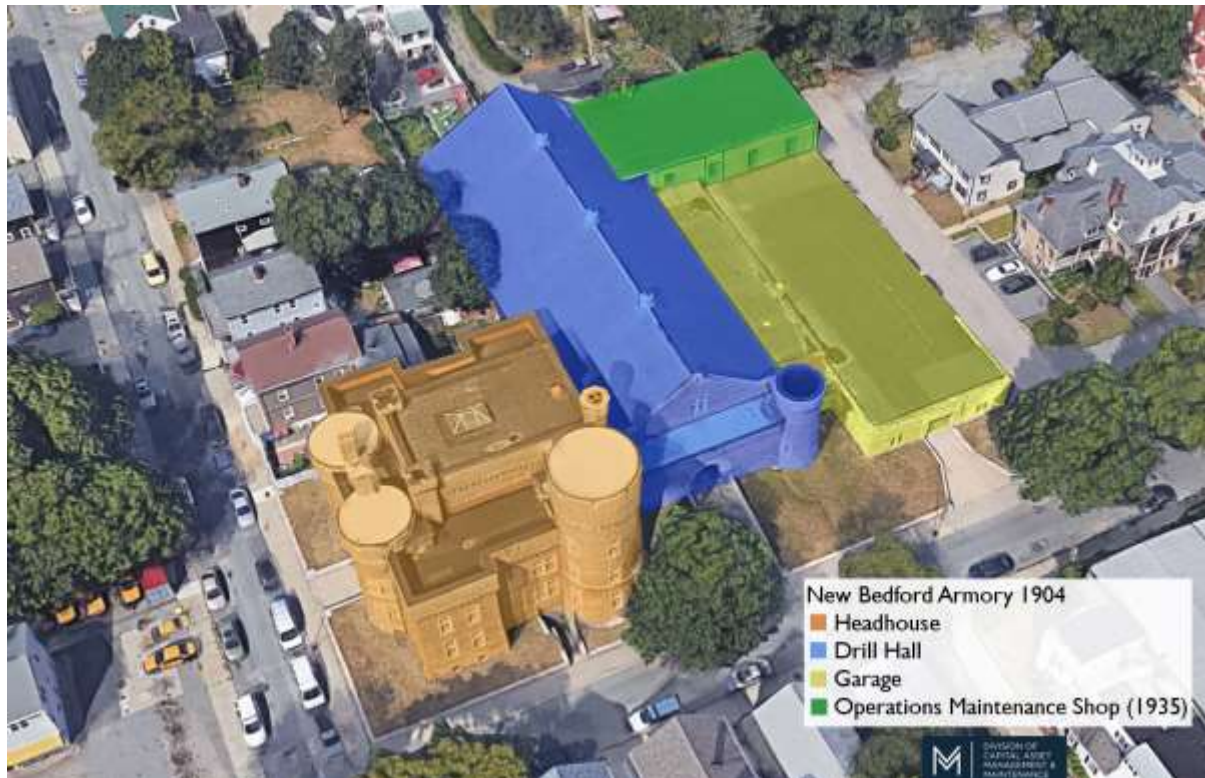 New Bedford Armory 1904
Headhouse
Drill Hall
Garage
Operations Maintenance Shop (1935)
DIVISION OF
CAPITAL ASSET
MANAGEMENT &
MAINTENANCE